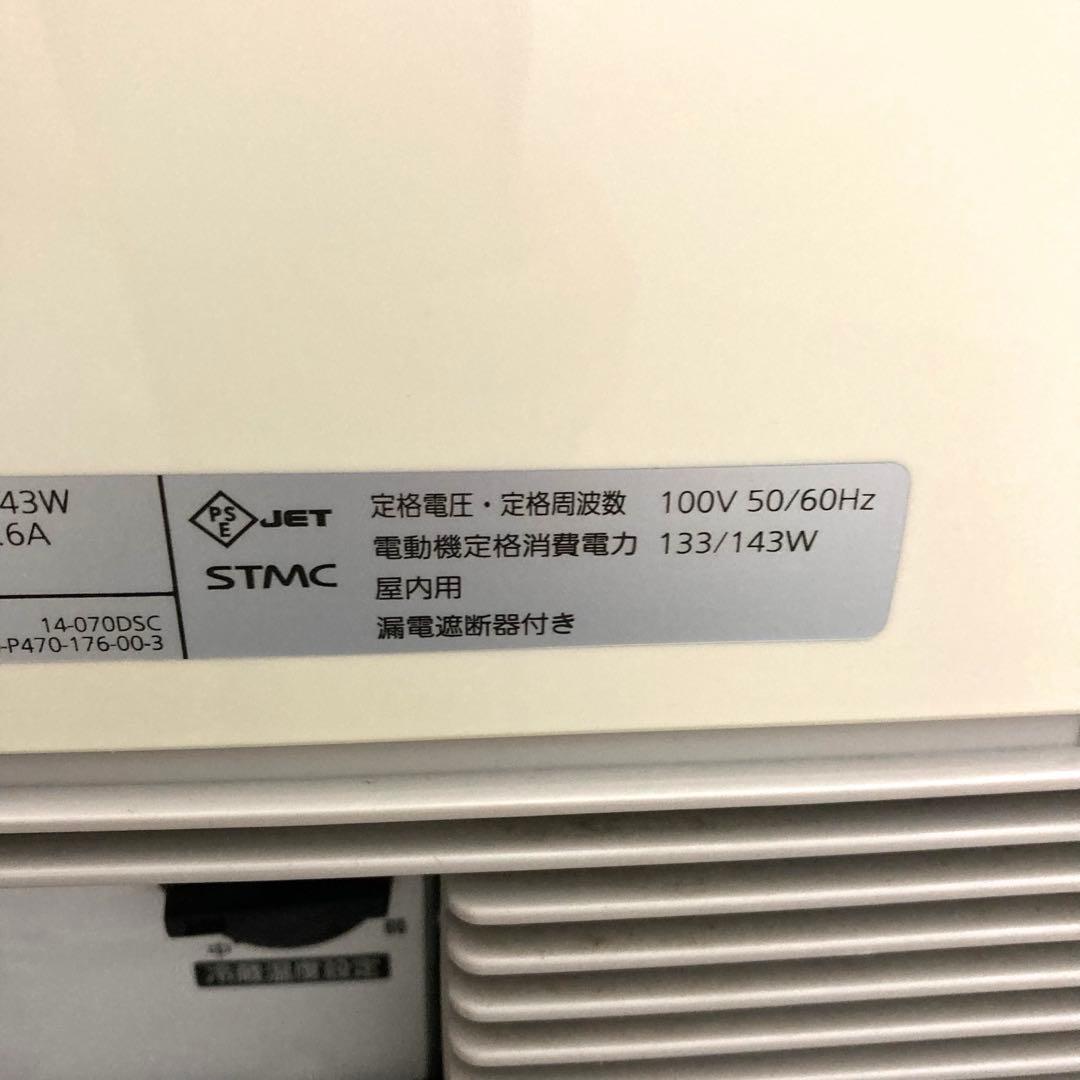 43W
.6A
14-070DSC
-P470-176-00-3
PSE JET
STMC
定格電圧・定格周波数 100V 50/60Hz
電動機定格消費電力 133/143W
屋内用
漏電遮断器付き
中